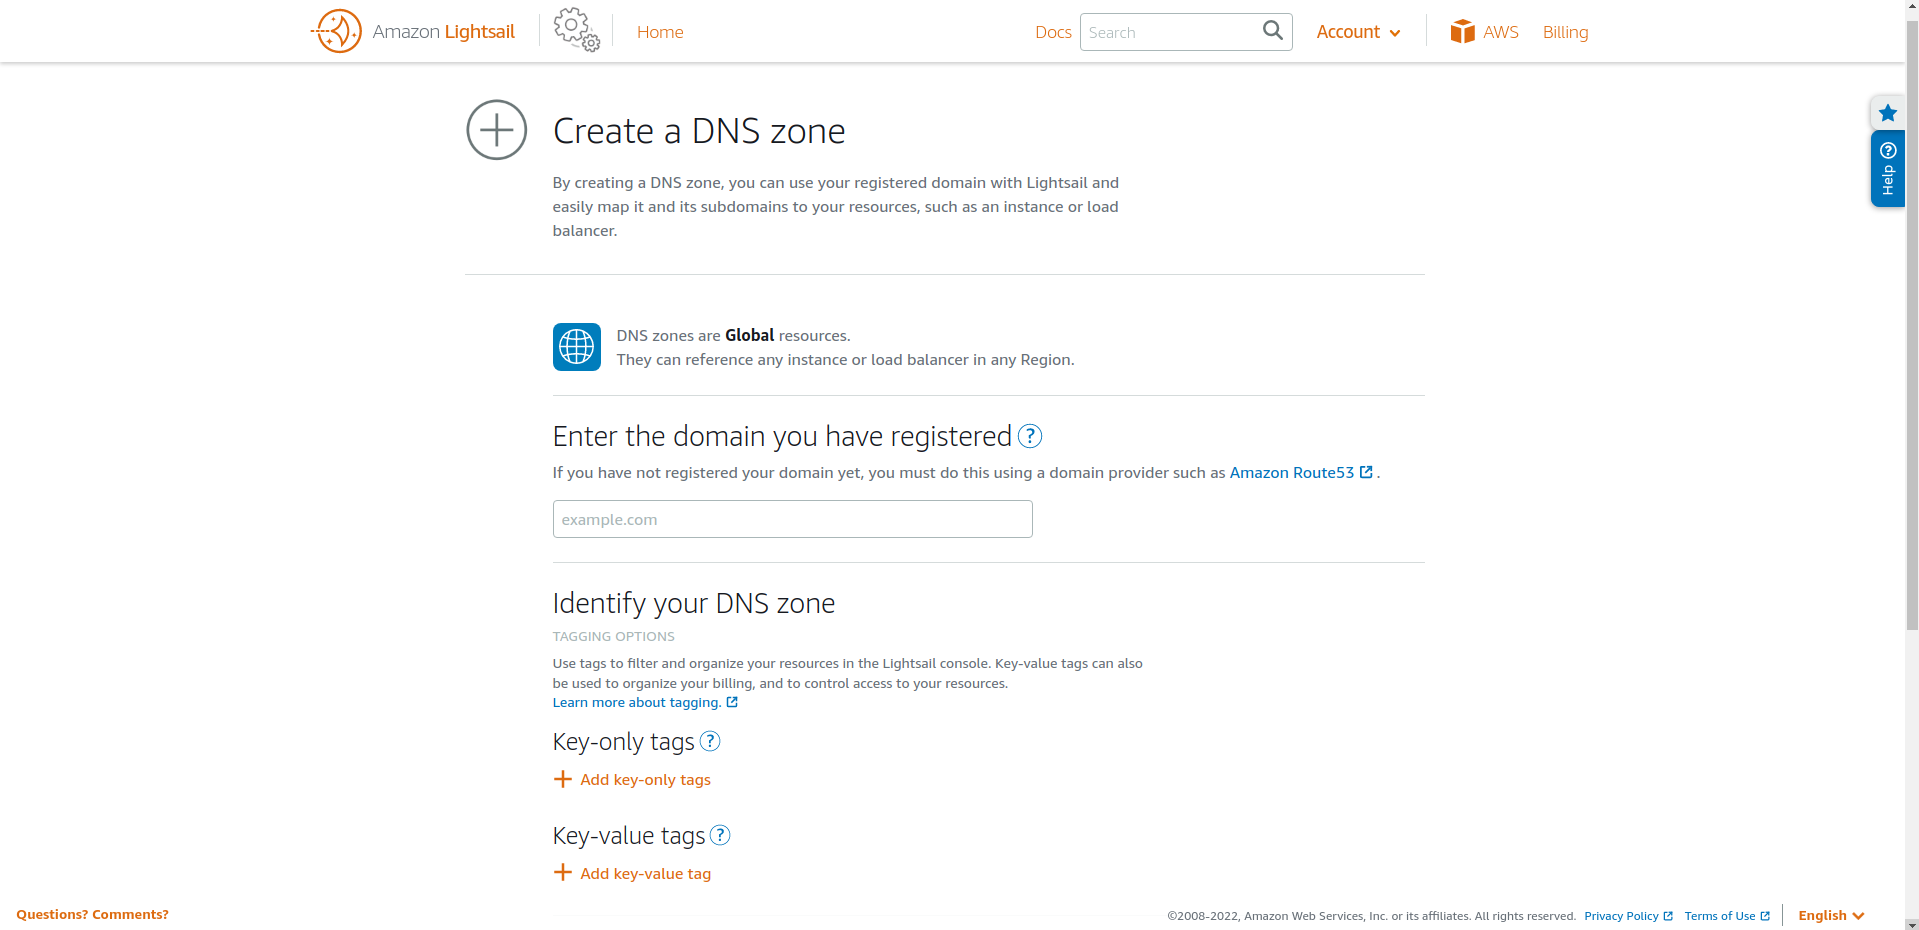 Amazon Lightsail
Home
Docs
Search
Account
AWS
Billing
Help
Create a DNS zone
By creating a DNS zone, you can use your registered domain with Lightsail and
easily map it and its subdomains to your resources, such as an instance or load
balancer.
DNS zones are Global resources.
They can reference any instance or load balancer in any Region.
Enter the domain you have registered ?
If you have not registered your domain yet, you must do this using a domain provider such as Amazon Route53 .
example.com
Identify your DNS zone
TAGGING OPTIONS
Use tags to filter and organize your resources in the Lightsail console. Key-value tags can also
be used to organize your billing, and to control access to your resources.
Learn more about tagging.
Key-only tags ?
Add key-only tags
Key-value tags ?
Add key-value tag
Questions? Comments?
©2008-2022, Amazon Web Services, Inc. or its affiliates. All rights reserved. Privacy Policy Terms of Use
English